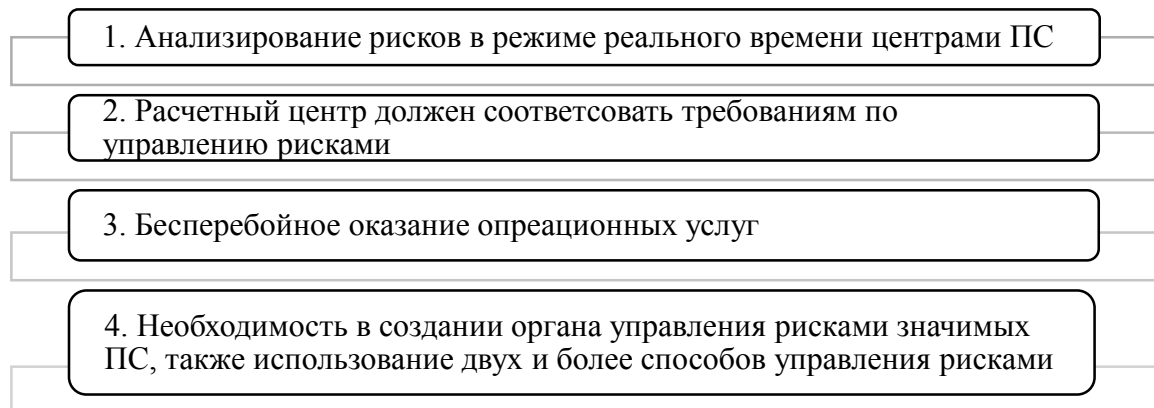 1. Анализирование рисков в режиме реального времени центрами ПС
2. Расчетный центр должен соответсовать требованиям по
управлению рисками
3. Бесперебойное оказание опреационных услуг
4. Необходимость в создании органа управления рисками значимых
ПС, также использование двух и более способов управления рисками